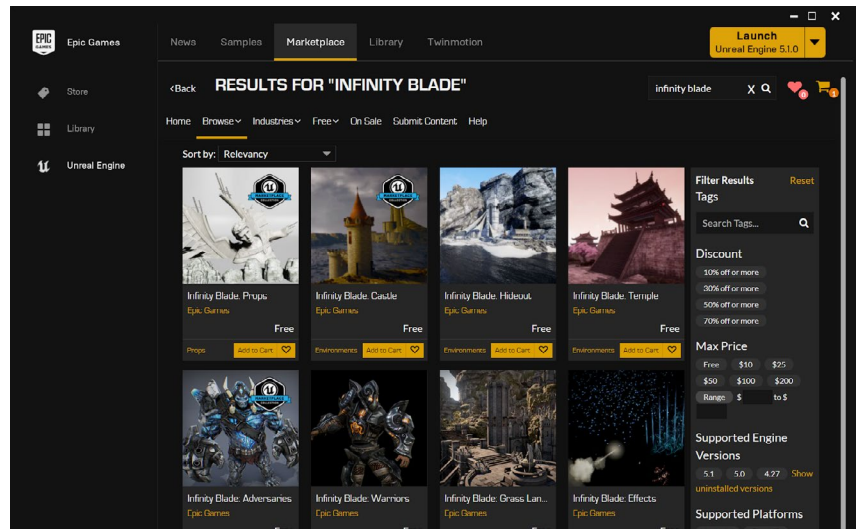 EPIC
GAMES
Epic Games
News Samples Marketplace Library Twinmotion
Launch
Unreal Engine 5.1.0
Store
Library
Unreal Engine
<Back RESULTS FOR "INFINITY BLADE"
infinity blade X
0
1
Home Browse Industries Free On Sale Submit Content Help
Sort by: Relevancy
Infinity Blade: Props
Epic Games
Free
Props Add to Cart
Infinity Blade: Castle
Epic Games
Free
Environments Add to Cart
Infinity Blade: Hideout
Epic Games
Free
Environments Add to Cart
Infinity Blade: Temple
Epic Games
Free
Environments Add to Cart
Infinity Blade: Adversaries
Epic Games
Infinity Blade: Warriors
Epic Games
Infinity Blade: Grass Lan...
Epic Games
Infinity Blade: Effects
Epic Games
Filter Results Reset
Tags
Search Tags...
Discount
10% off or more
30% off or more
50% off or more
70% off or more
Max Price
Free $10 $25
$50 $100 $200
Range $ to $
Supported Engine
Versions
5.1 5.0 4.27 Show
uninstalled versions
Supported Platforms